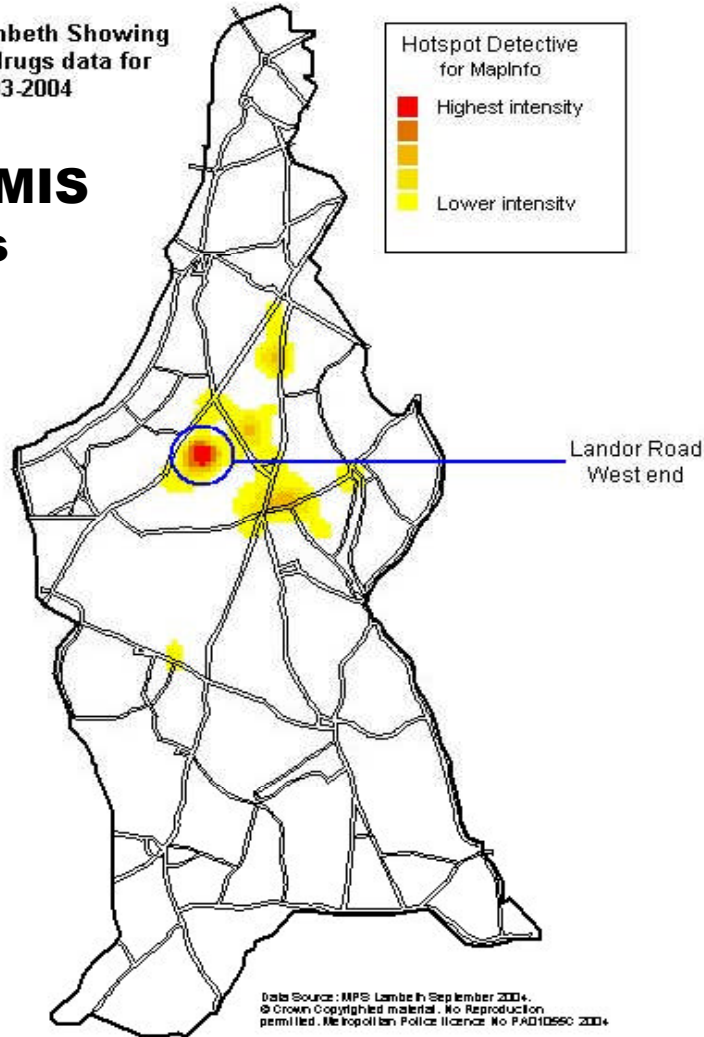 nbeth Showing
drugs data for
3-2004
MIS
s
Hotspot Detective
for MapInfo
Highest intensity
Lower intensity
Landor Road
West end
Data Source: MPS Lambeth September 2004.
© Crown Copyrighted material. No Reproduction
permitted. Metropolitan Police licence No 2004